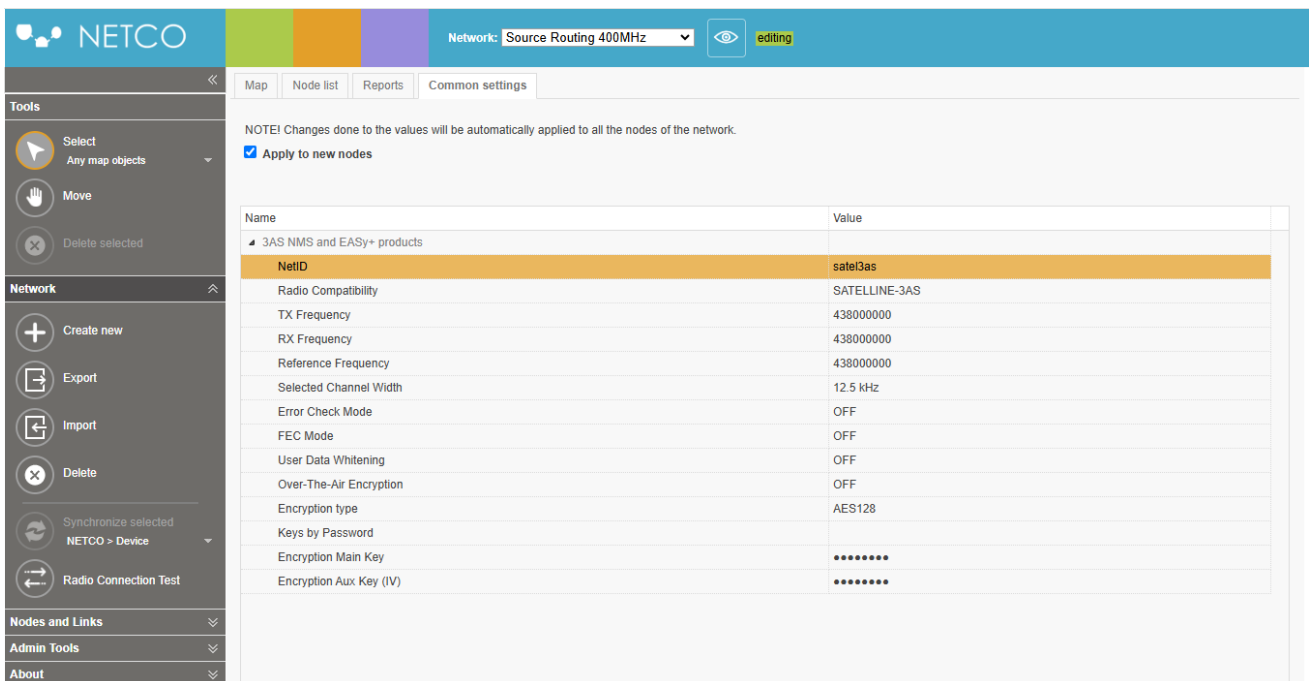 NETCO
Network: Source Routing 400MHz
editing
Map Node list Reports Common settings
Tools
Select
Any map objects
Move
Delete selected
Network
Create new
Export
Import
Delete
Synchronize selected
NETCO > Device
Radio Connection Test
Nodes and Links
Admin Tools
About
NOTE! Changes done to the values will be automatically applied to all the nodes of the network.
Apply to new nodes
Name Value
3AS NMS and EASy+ products
NetID satel3as
Radio Compatibility SATELLINE-3AS
TX Frequency 438000000
RX Frequency 438000000
Reference Frequency 438000000
Selected Channel Width 12.5 kHz
Error Check Mode OFF
FEC Mode OFF
User Data Whitening OFF
Over-The-Air Encryption OFF
Encryption type AES128
Keys by Password
Encryption Main Key ●●●●●●●●
Encryption Aux Key (IV) ●●●●●●●●